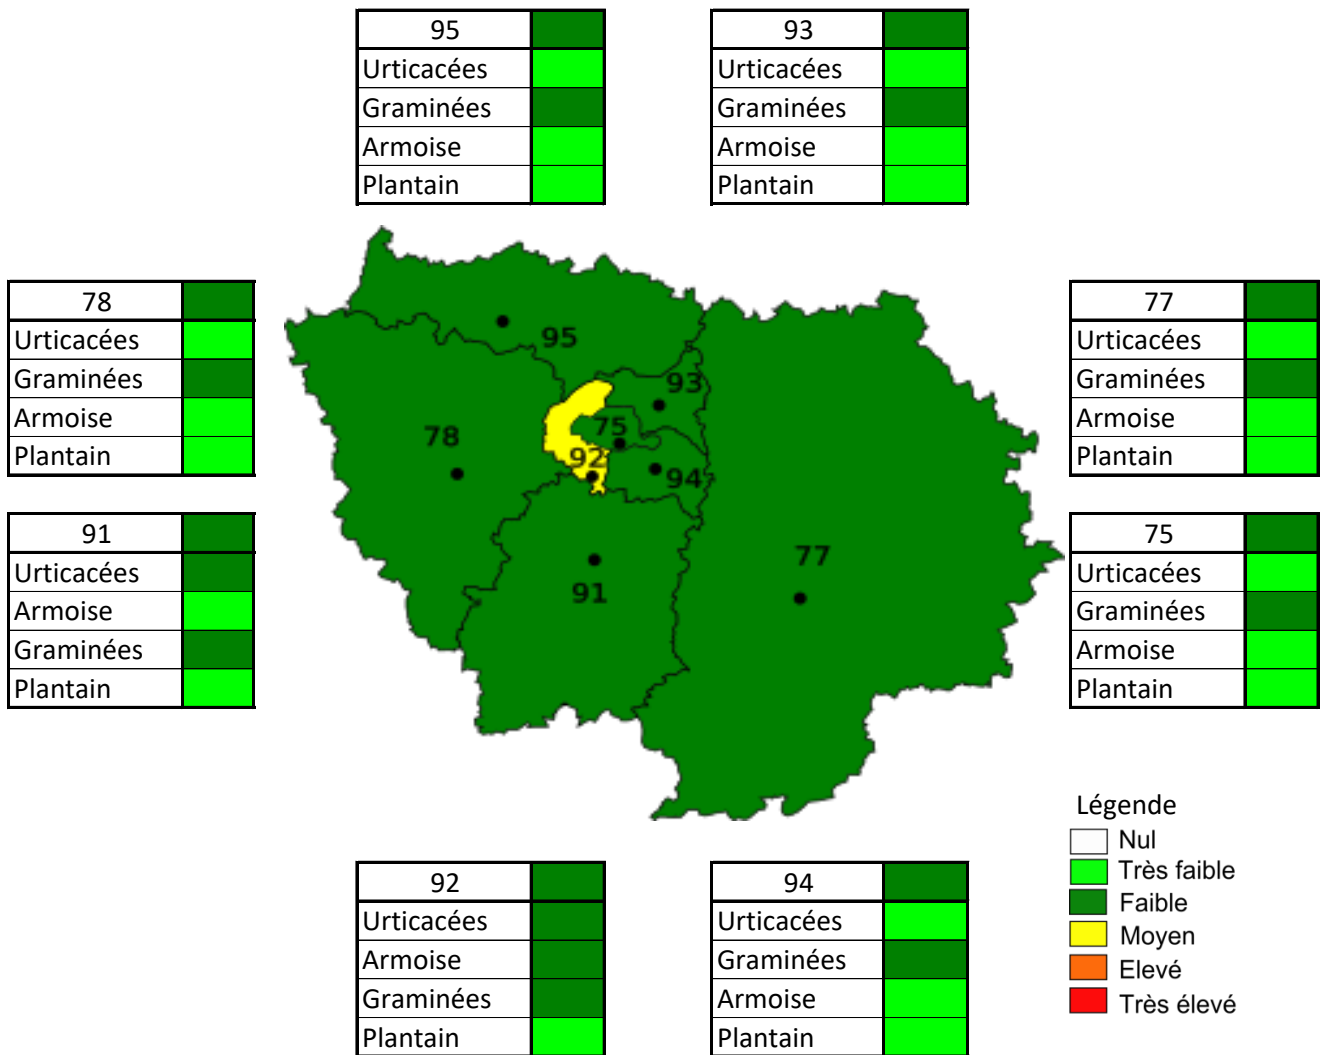 95
Urticacées
Graminées
Armoise
Plantain
93
Urticacées
Graminées
Armoise
Plantain
78
Urticacées
Graminées
Armoise
Plantain
77
Urticacées
Graminées
Armoise
Plantain
91
Urticacées
Armoise
Graminées
Plantain
75
Urticacées
Graminées
Armoise
Plantain
95
93
75
78
92
94
77
91
92
Urticacées
Armoise
Graminées
Plantain
94
Urticacées
Graminées
Armoise
Plantain
Légende
Nul
Très faible
Faible
Moyen
Elevé
Très élevé